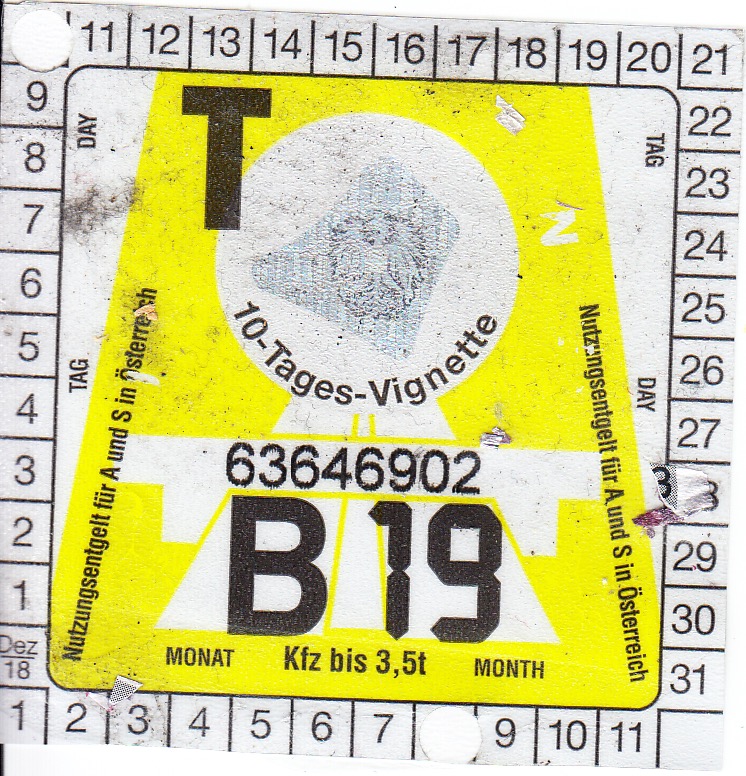 11 12 13 14 15 16 17 18 19 20 21
9
8
7
6
5
4
3
2
1
Dez
18
DAY
TAG
T
10-Tages-Vignette
TAG
DAY
Nutzungsentgelt für A und S in Österreich
Nutzungsentgelt für A und S in Österreich
63646902
B 19
MONAT Kfz bis 3,5t MONTH
22
23
24
25
26
27
29
30
31
1 2 3 4 5 6 7 9 10 11